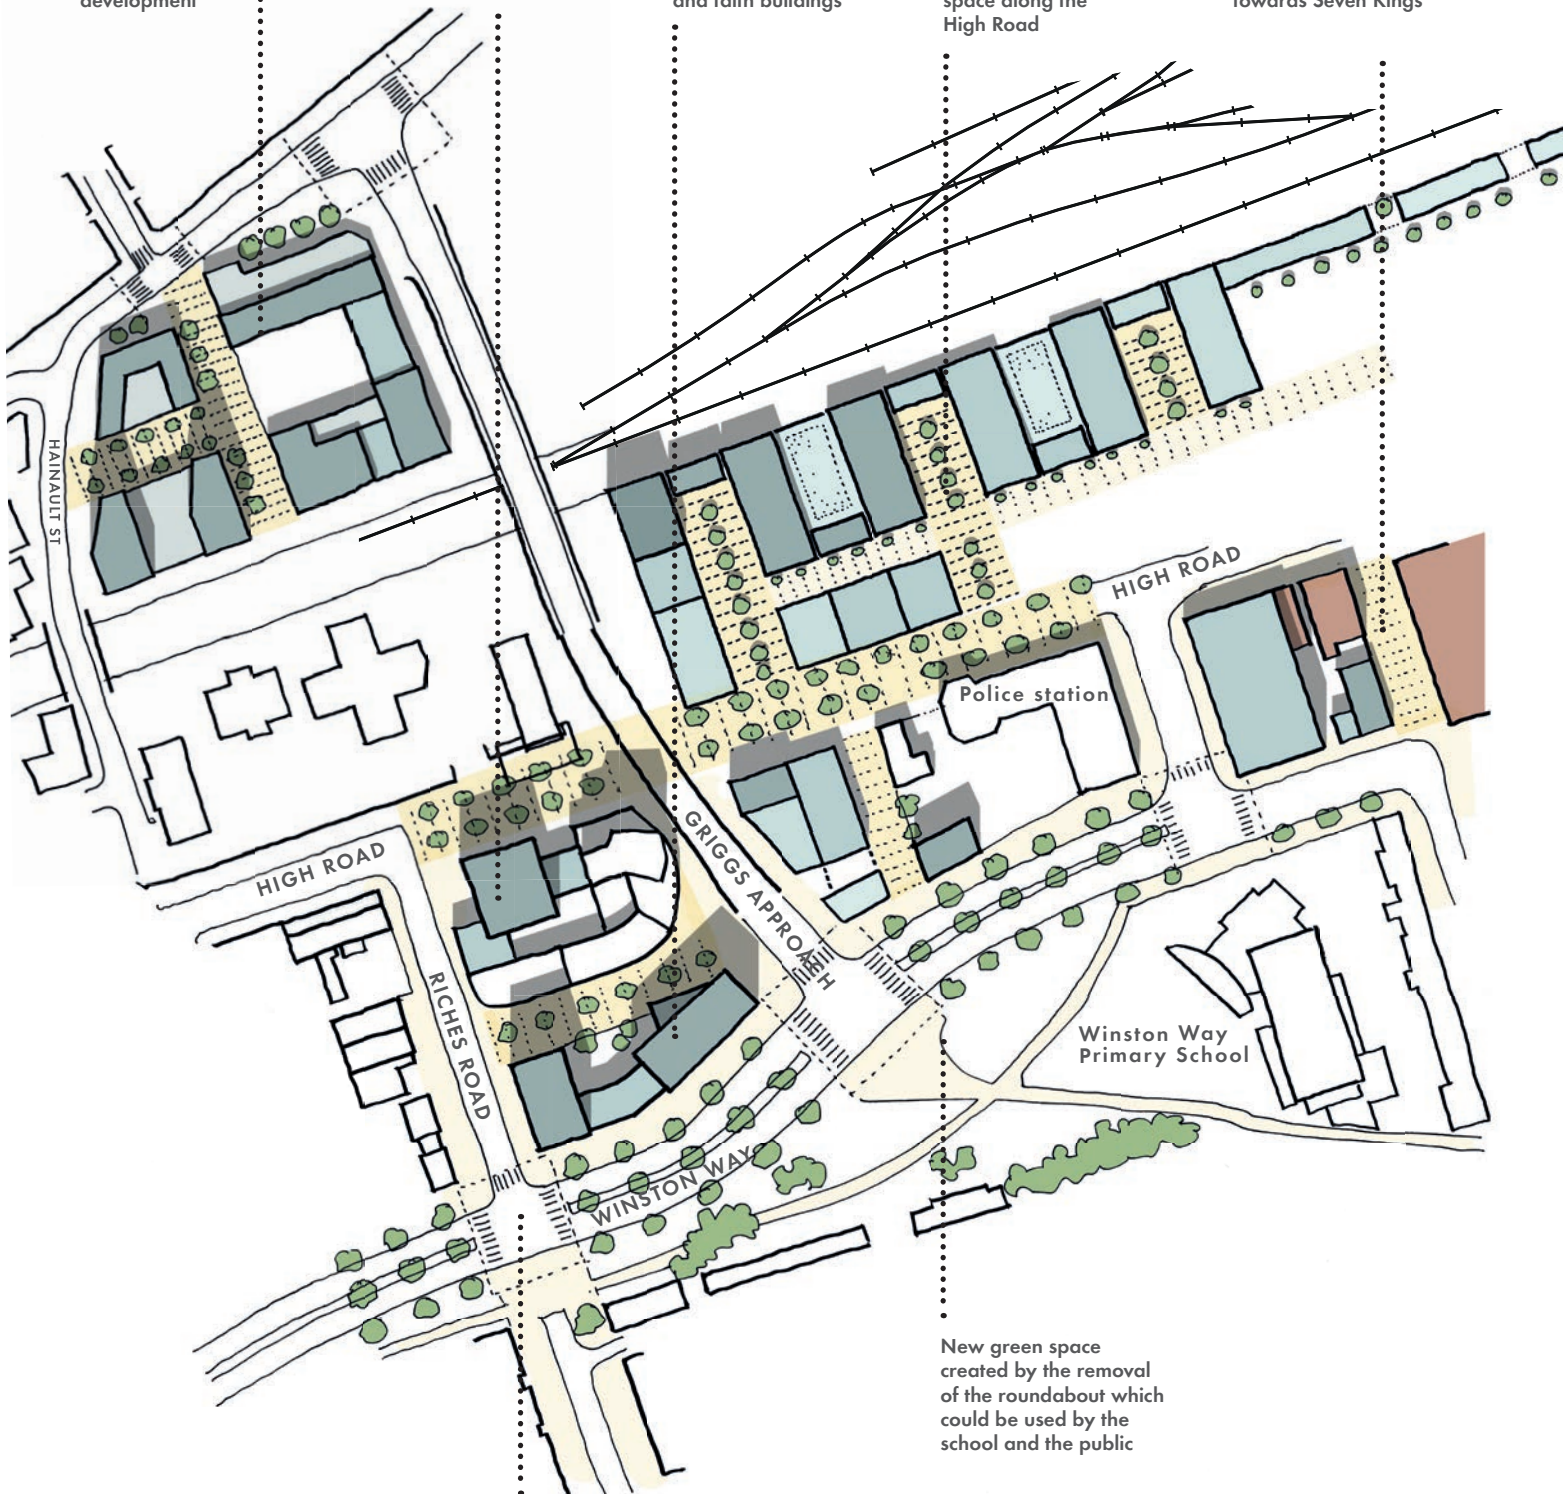 development
and faith buildings
space along the
High Road
Towards Seven Kings
HAINAULT ST
HIGH ROAD
Police station
GRIGGS APPROACH
HIGH ROAD
RICHES ROAD
Winston Way
Primary School
WINSTON WAY
New green space
created by the removal
of the roundabout which
could be used by the
school and the public